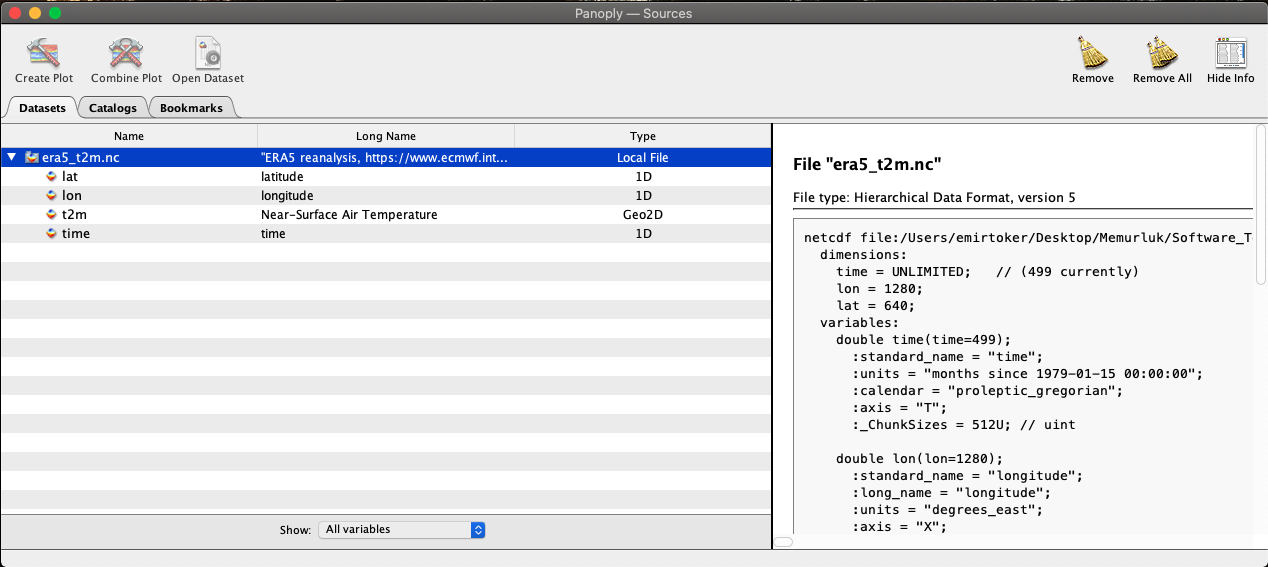 Panoply — Sources
Create Plot Combine Plot Open Dataset Remove Remove All Hide Info
Datasets Catalogs Bookmarks
Name Long Name Type
era5_t2m.nc "ERA5 reanalysis, https://www.ecmwf.int... Local File
lat latitude 1D
lon longitude 1D
t2m Near-Surface Air Temperature Geo2D
time time 1D
Show: All variables
File "era5_t2m.nc"
File type: Hierarchical Data Format, version 5
netcdf file:/Users/emirtoker/Desktop/Memurluk/Software_T
dimensions:
time = UNLIMITED; // (499 currently)
lon = 1280;
lat = 640;
variables:
double time(time=499);
:standard_name = "time";
:units = "months since 1979-01-15 00:00:00";
:calendar = "proleptic_gregorian";
:axis = "T";
:_ChunkSizes = 512U; // uint
double lon(lon=1280);
:standard_name = "longitude";
:long_name = "longitude";
:units = "degrees_east";
:axis = "X";